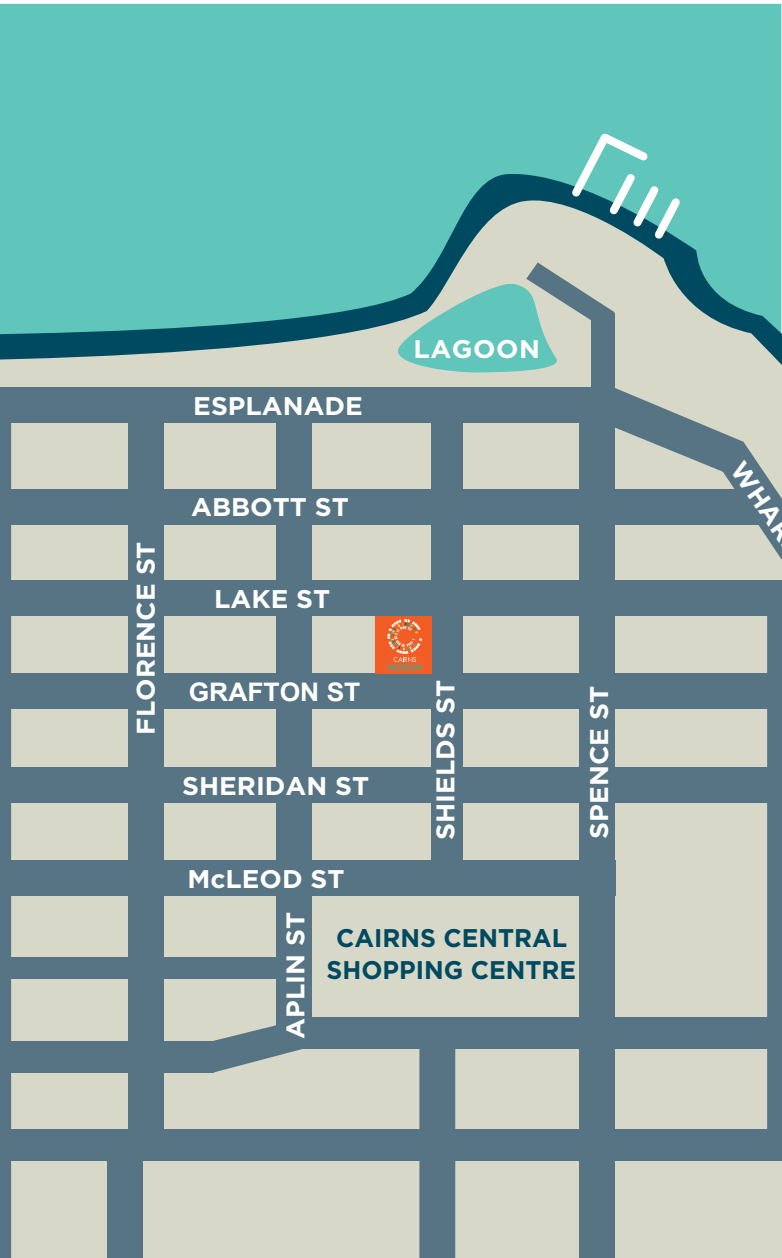 LAGOON
ESPLANADE
ABBOTT ST
FLORENCE ST
LAKE ST
CAIRNS
GRAFTON ST
SHIELDS ST
SPENCE ST
SHERIDAN ST
McLEOD ST
APLIN ST
CAIRNS CENTRAL
SHOPPING CENTRE